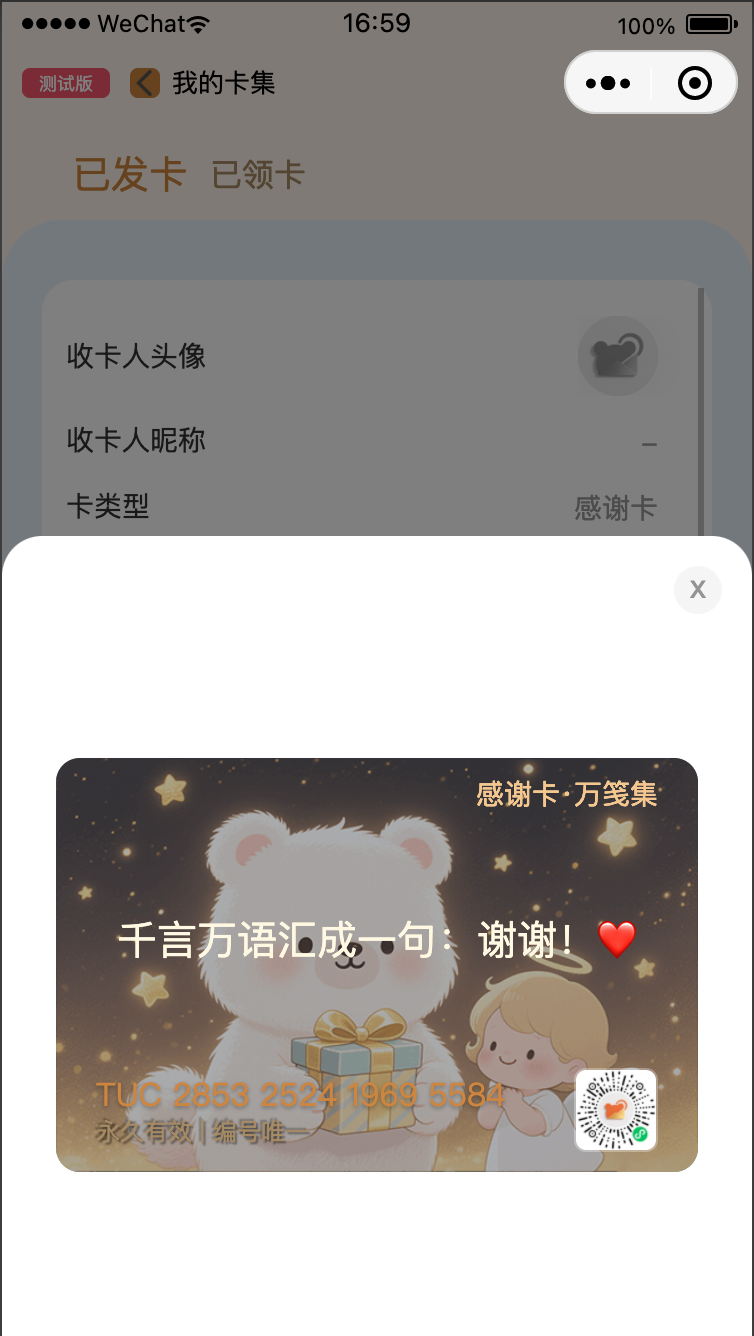 ●●●●● WeChat 16:59 100%
测试版 我的卡集
已发卡 已领卡
收卡人头像
收卡人昵称 –
卡类型 感谢卡
X
感谢卡·万笺集
千言万语汇成一句：谢谢！❤️
TUC 2853 2524 1969 5584
永久有效 | 编号唯一